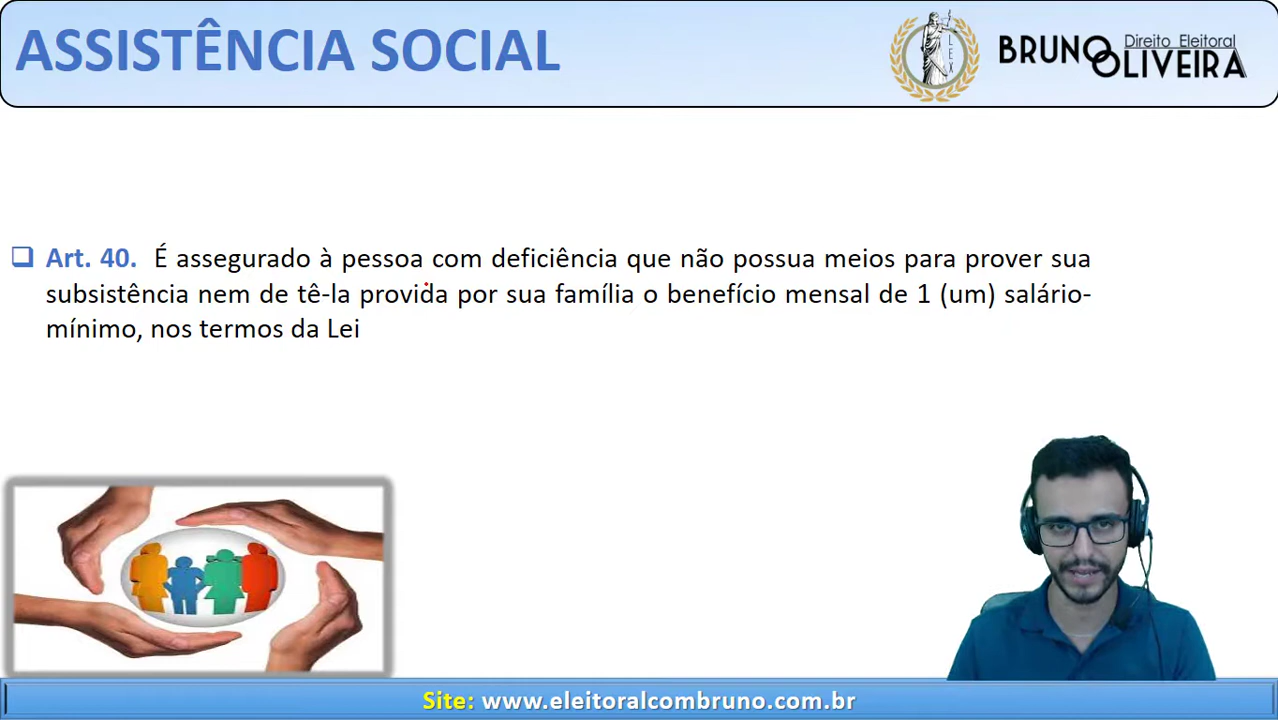 ASSISTÊNCIA SOCIAL
LEX
BRUNO OLIVEIRA
Direito Eleitoral
Art. 40. É assegurado à pessoa com deficiência que não possua meios para prover sua
subsistência nem de tê-la provida por sua família o benefício mensal de 1 (um) salário-
mínimo, nos termos da Lei
Site: www.eleitoralcombruno.com.br